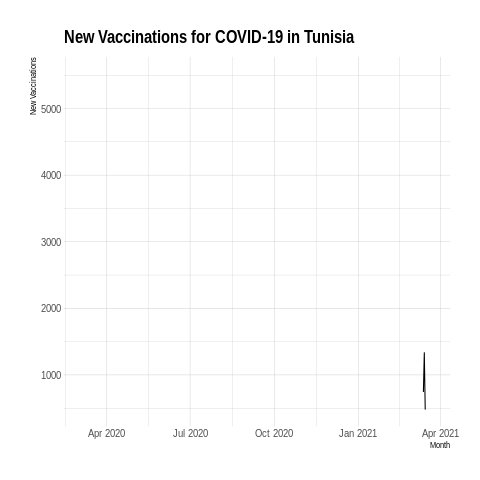 New Vaccinations for COVID-19 in Tunisia
New Vaccinations
5000
4000
3000
2000
1000
Apr 2020 Jul 2020 Oct 2020 Jan 2021 Apr 2021
Month